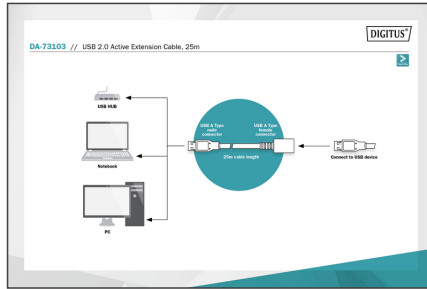 DIGITUS®
DA-73103 // USB 2.0 Active Extension Cable, 25m
USB HUB
USB A Type
male
connector
USB A Type
female
connector
25m cable length
Connect to USB device
Notebook
PC